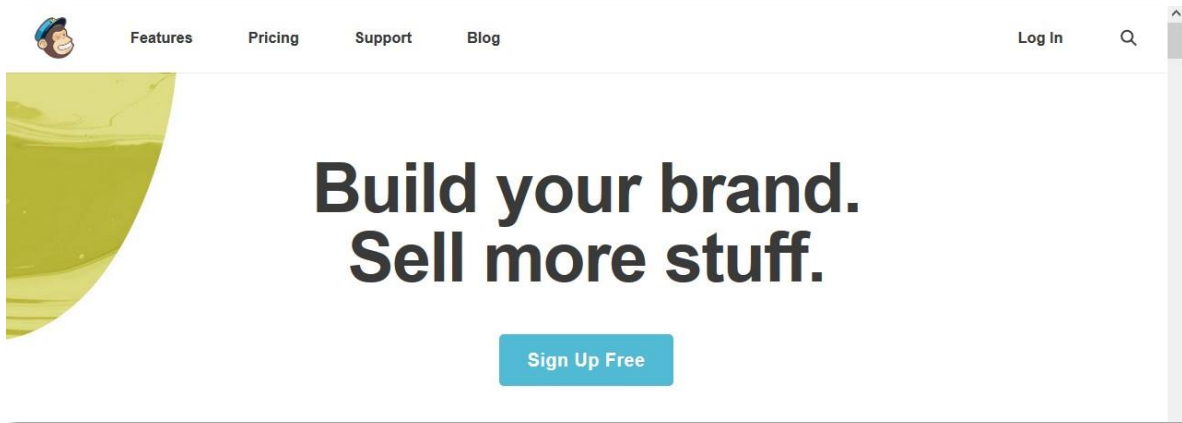 Features Pricing Support Blog Log In
Build your brand.
Sell more stuff.
Sign Up Free